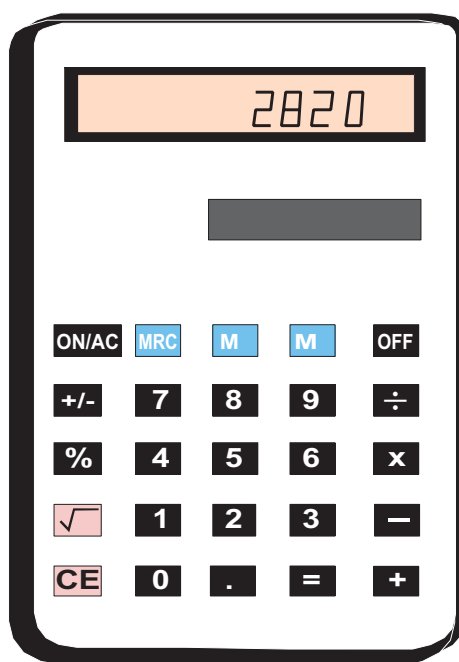 2820
ON/AC MRC M M OFF
+/- 7 8 9 ÷
% 4 5 6 x
√ 1 2 3 −
CE 0 . = +